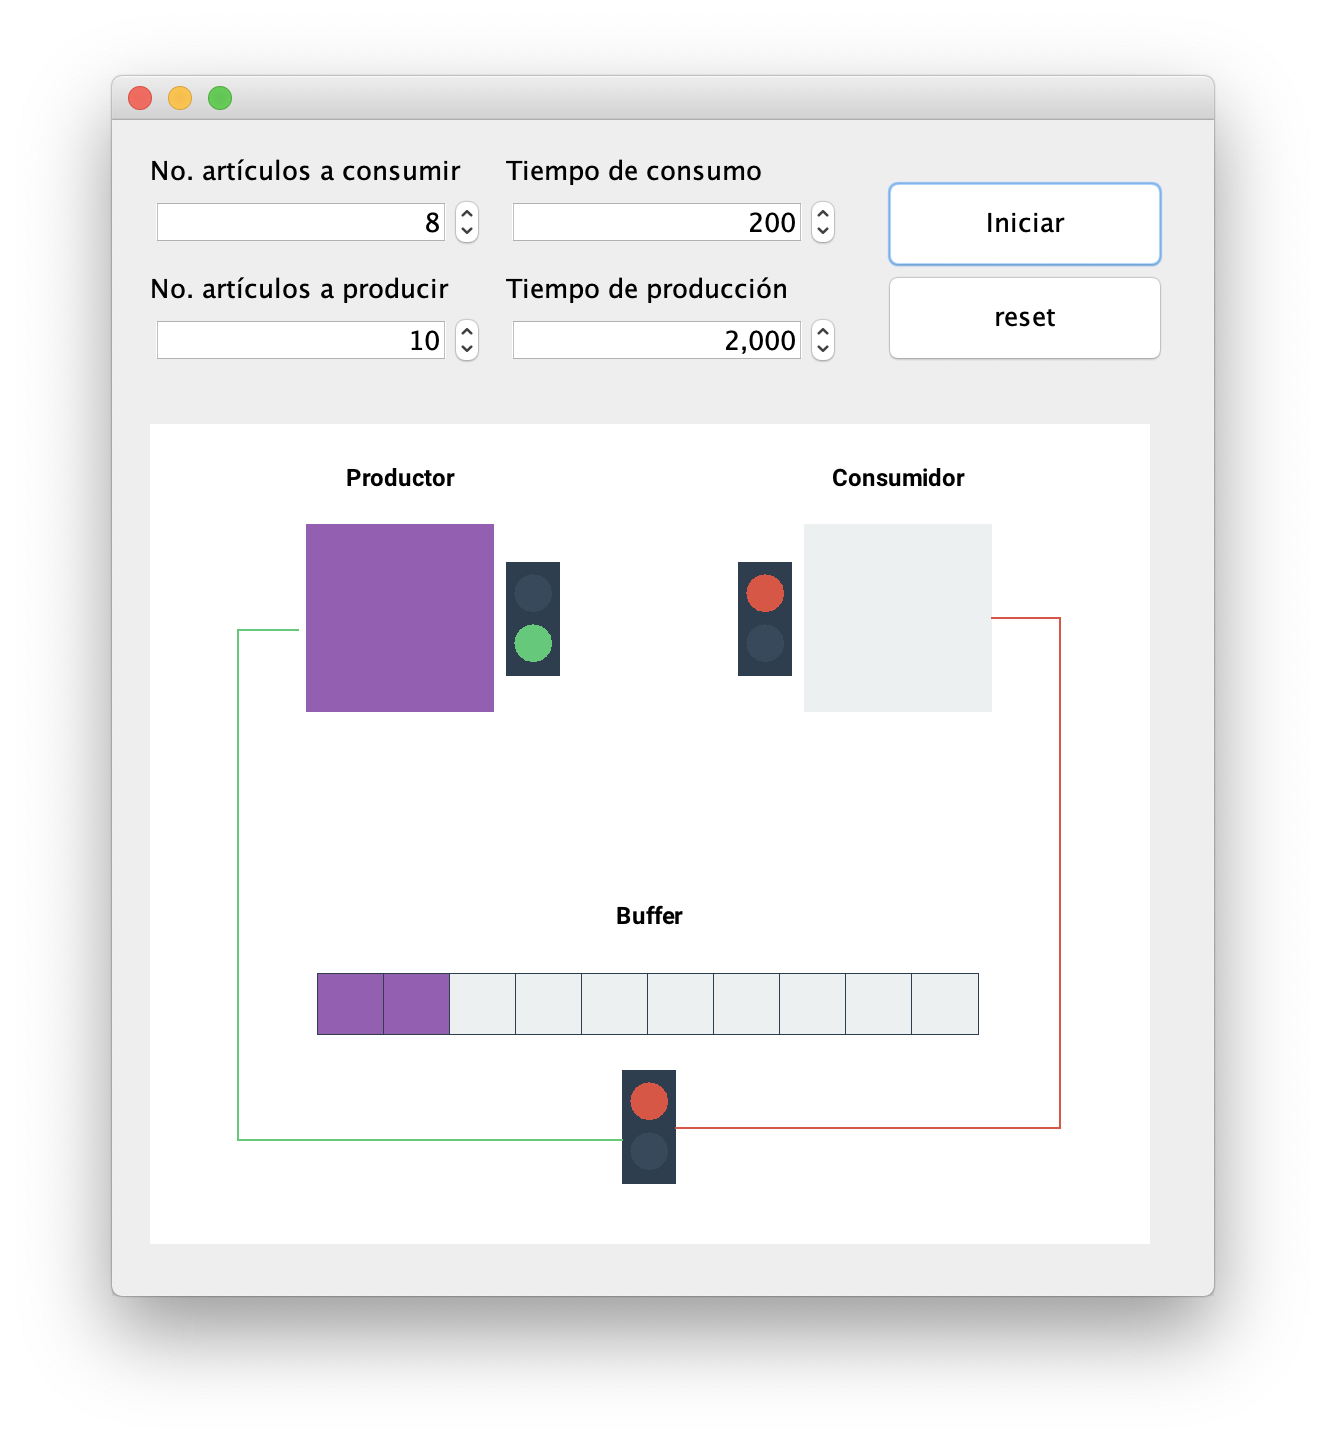 No. artículos a consumir
Tiempo de consumo
8
200
Iniciar
No. artículos a producir
Tiempo de producción
10
2,000
reset
Productor
Consumidor
Buffer